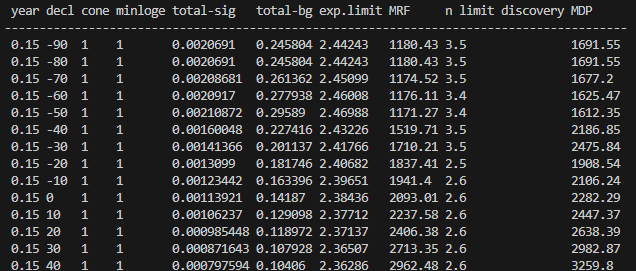 year decl cone minloge total-sig total-bg exp.limit MRF n limit discovery MDP
0.15 -90 1 1 0.0020691 0.245804 2.44243 1180.43 3.5 1691.55
0.15 -80 1 1 0.0020691 0.245804 2.44243 1180.43 3.5 1691.55
0.15 -70 1 1 0.00208681 0.261362 2.45099 1174.52 3.5 1677.2
0.15 -60 1 1 0.0020917 0.277938 2.46008 1176.11 3.4 1625.47
0.15 -50 1 1 0.00210872 0.29589 2.46988 1171.27 3.4 1612.35
0.15 -40 1 1 0.00160048 0.227416 2.43226 1519.71 3.5 2186.85
0.15 -30 1 1 0.00141366 0.201137 2.41766 1710.21 3.5 2475.84
0.15 -20 1 1 0.0013099 0.181746 2.40682 1837.41 2.5 1908.54
0.15 -10 1 1 0.00123442 0.163396 2.39651 1941.4 2.6 2106.24
0.15 0 1 1 0.00113921 0.14187 2.38436 2093.01 2.6 2282.29
0.15 10 1 1 0.00106237 0.129098 2.37712 2237.58 2.6 2447.37
0.15 20 1 1 0.000985448 0.118972 2.37137 2406.38 2.6 2638.39
0.15 30 1 1 0.000871643 0.107928 2.36507 2713.35 2.6 2982.87
0.15 40 1 1 0.000797594 0.10406 2.36286 2962.48 2.6 3259.8